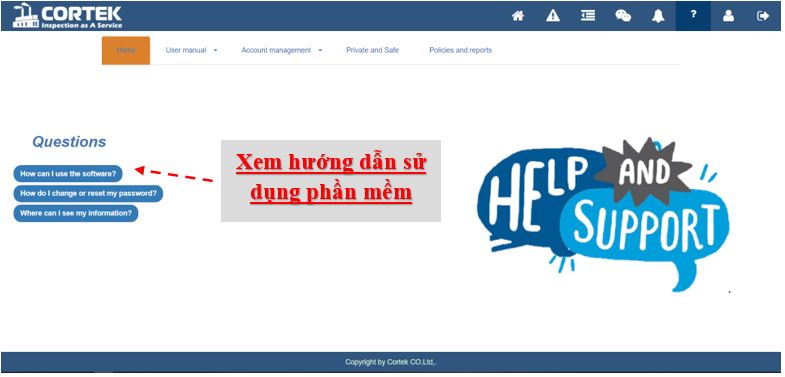 CORTEK
Inspection as A Service
?
Home
User manual
Account management
Private and Safe
Policies and reports
Questions
How can I use the software?
How do I change or reset my password?
Where can I see my information?
Xem hướng dẫn sử
dụng phần mềm
HELP
AND
SUPPORT
Copyright by Cortek CO.Ltd,.